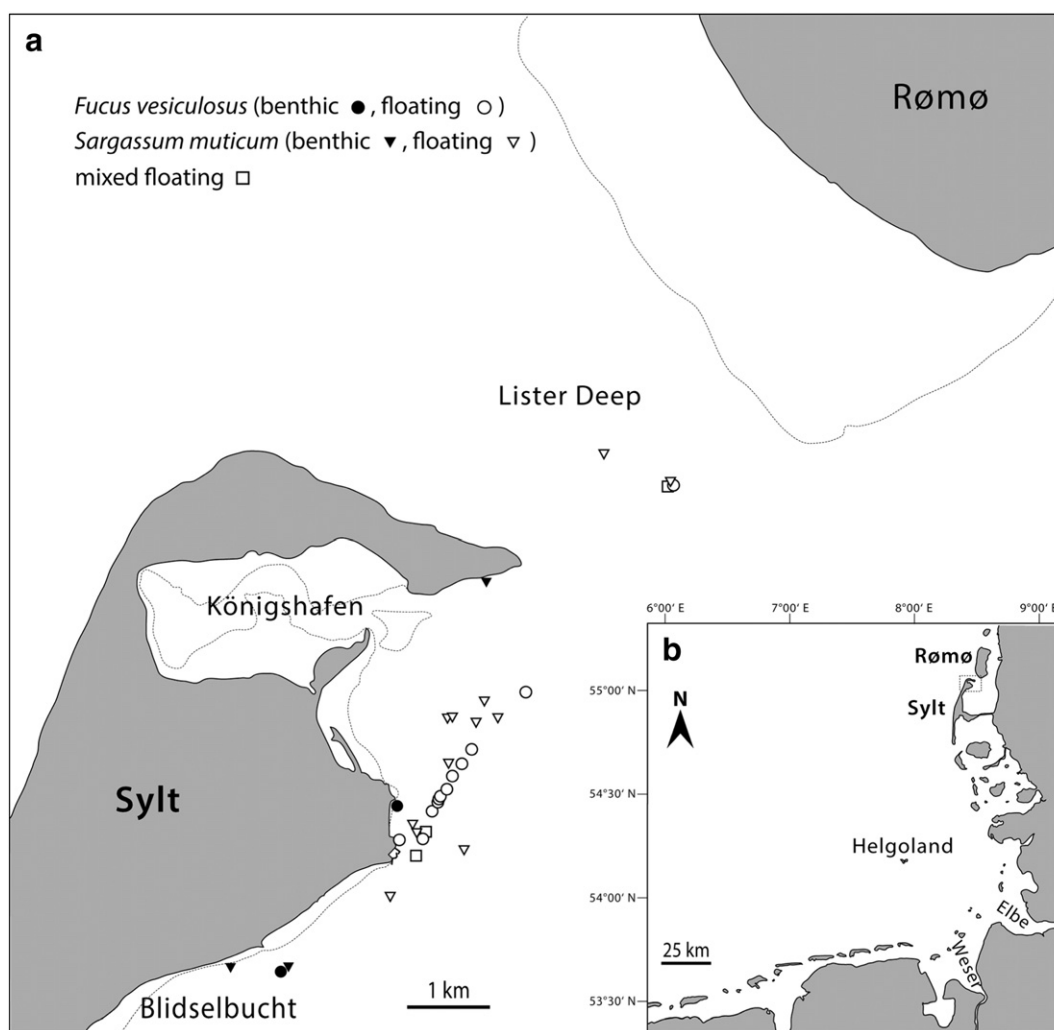 a
Rømø
Fucus vesiculosus (benthic ●, floating ○)
Sargassum muticum (benthic ▼, floating ▽)
mixed floating □
Lister Deep
Königshafen
Sylt
Blidselbucht
1 km
6°00' E 7°00' E 8°00' E 9°00' E
b
Rømø
55°00' N
N
Sylt
54°30' N
Helgoland
54°00' N
Elbe
Weser
25 km
53°30' N